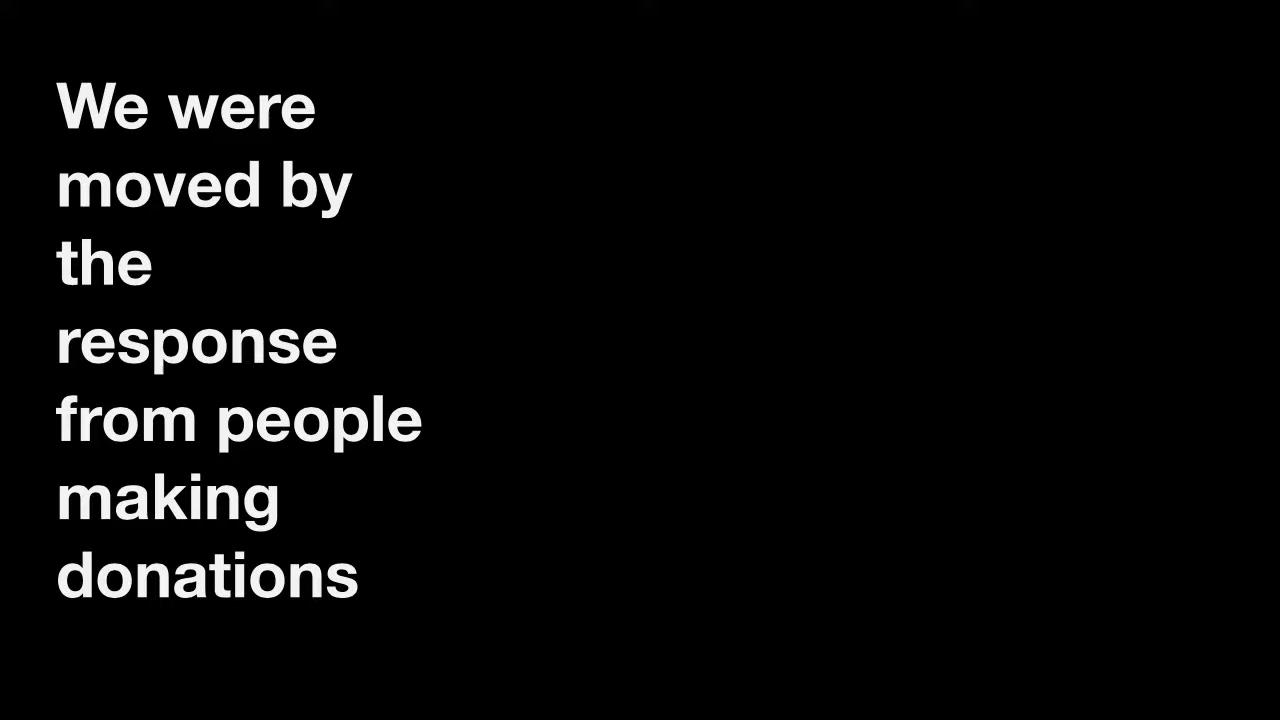 We were
moved by
the
response
from people
making
donations